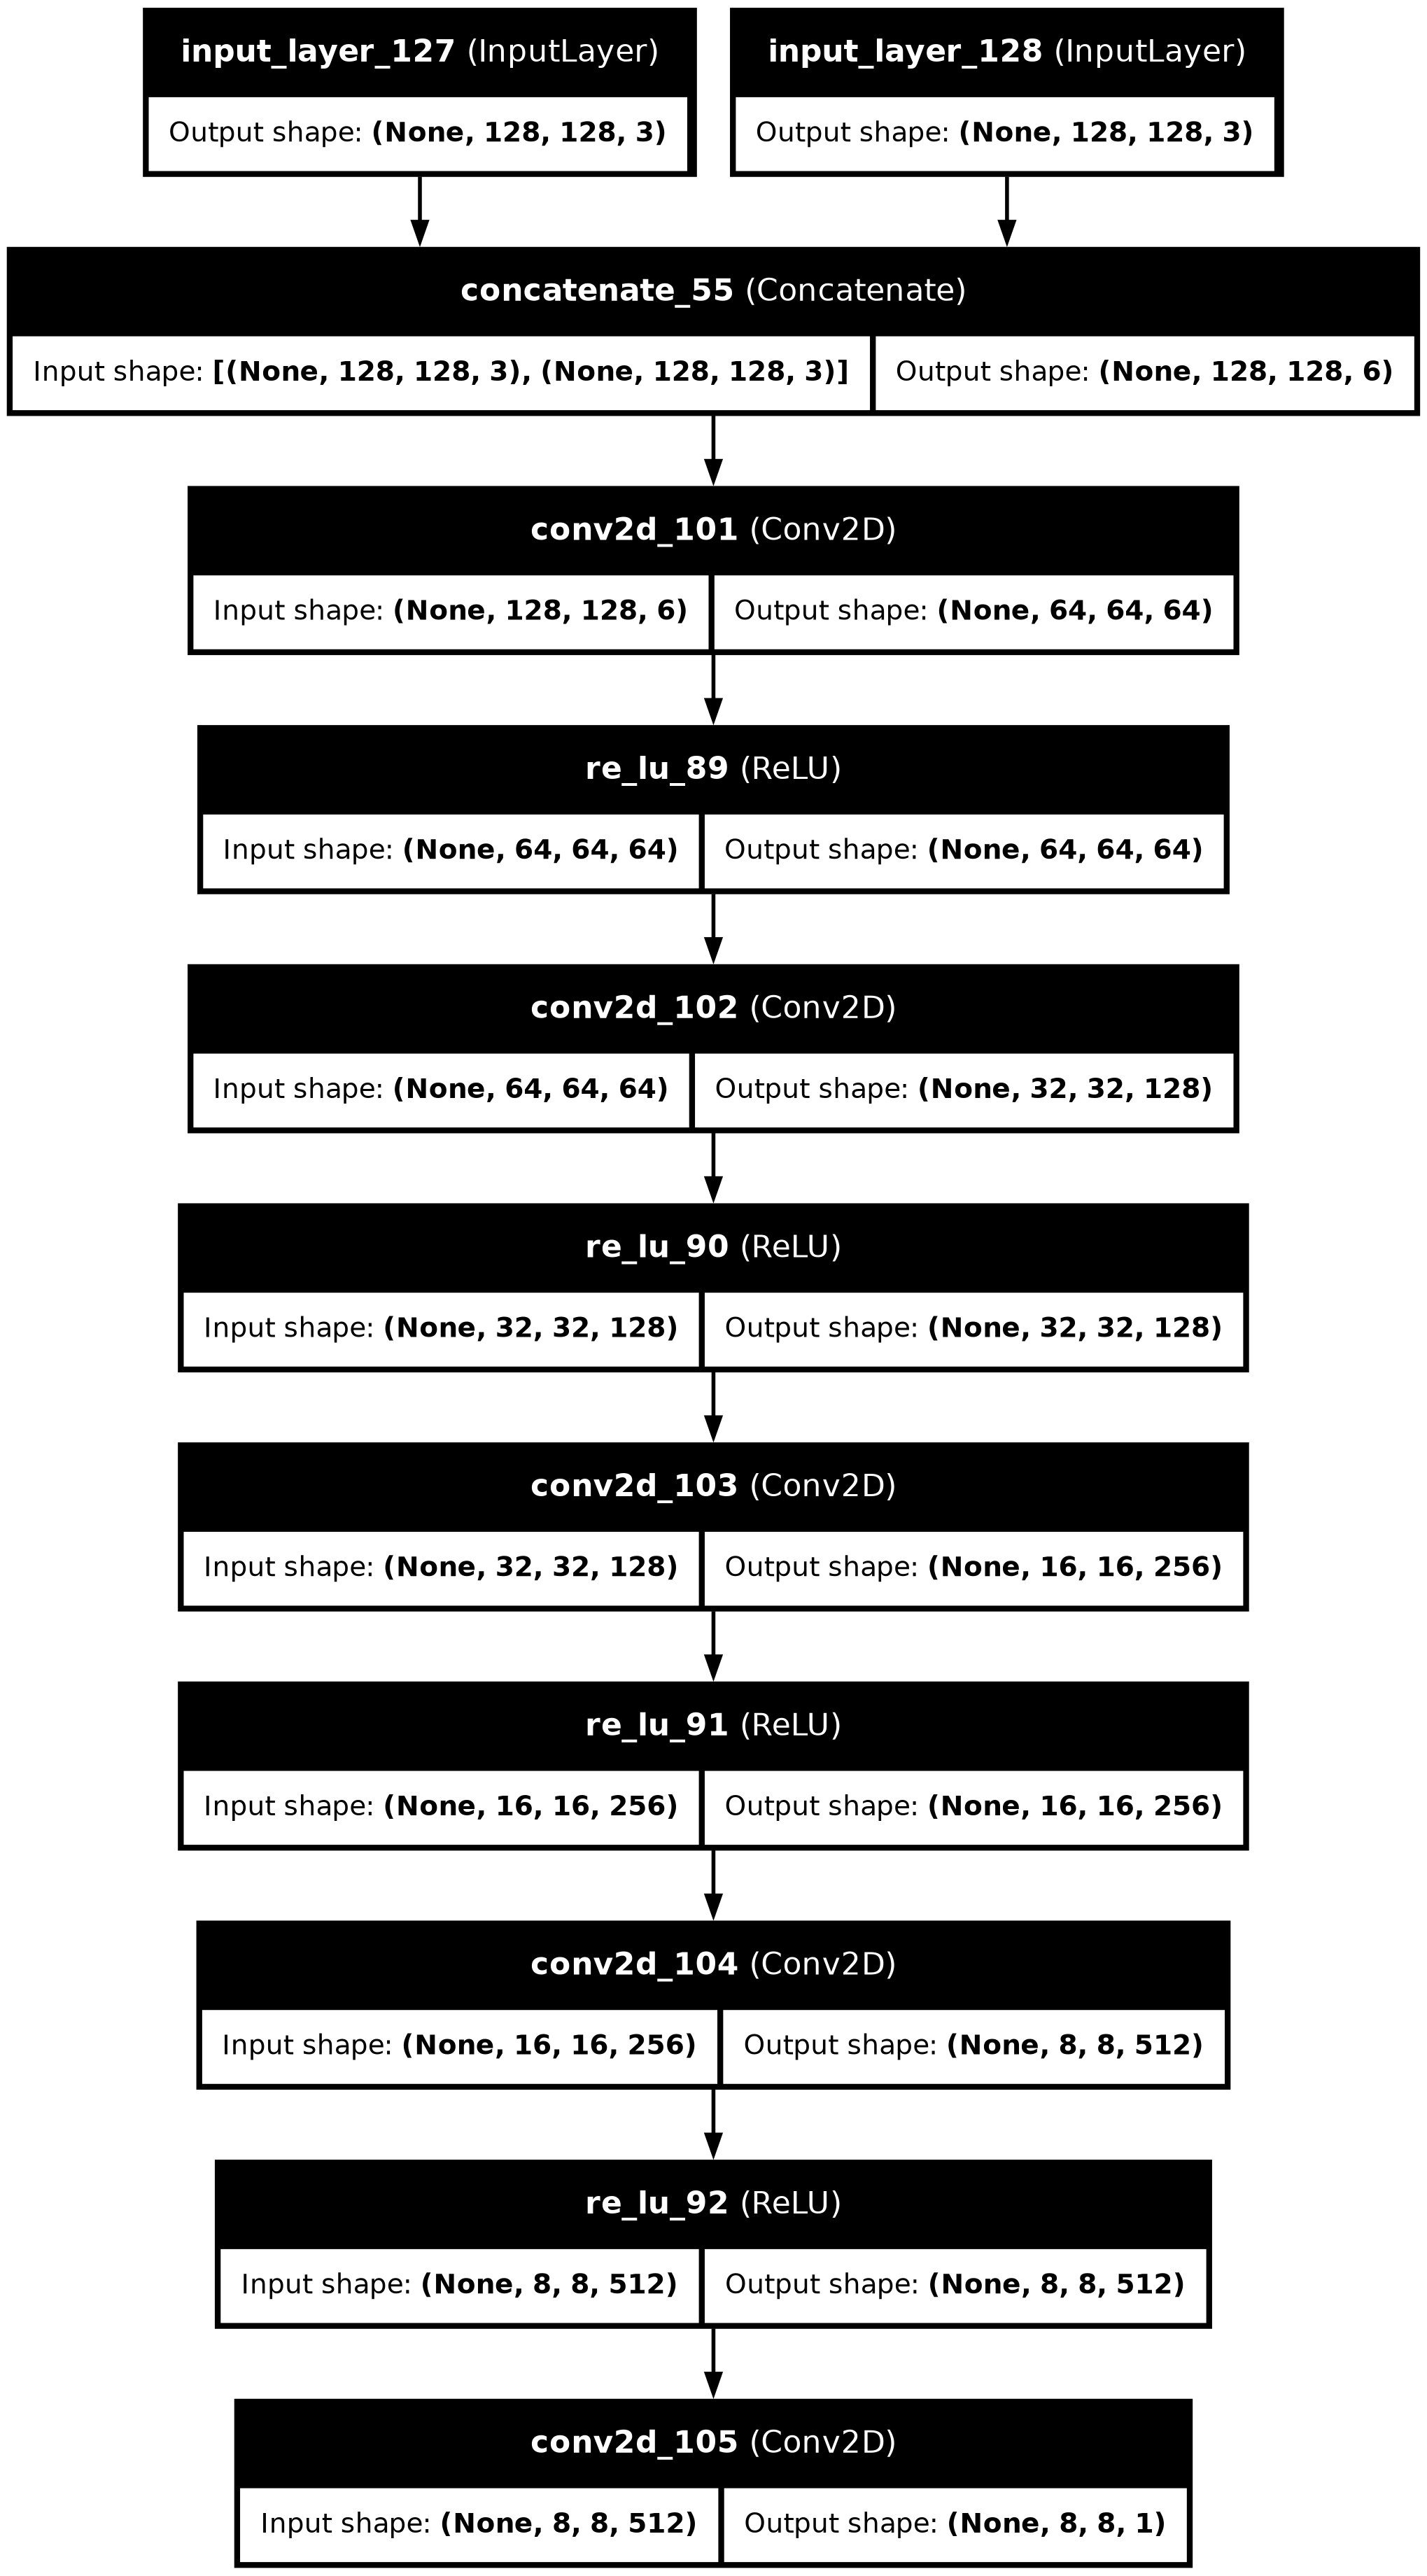 input_layer_127 (InputLayer) input_layer_128 (InputLayer)
Output shape: (None, 128, 128, 3) Output shape: (None, 128, 128, 3)
concatenate_55 (Concatenate)
Input shape: [(None, 128, 128, 3), (None, 128, 128, 3)] Output shape: (None, 128, 128, 6)
conv2d_101 (Conv2D)
Input shape: (None, 128, 128, 6) Output shape: (None, 64, 64, 64)
re_lu_89 (ReLU)
Input shape: (None, 64, 64, 64) Output shape: (None, 64, 64, 64)
conv2d_102 (Conv2D)
Input shape: (None, 64, 64, 64) Output shape: (None, 32, 32, 128)
re_lu_90 (ReLU)
Input shape: (None, 32, 32, 128) Output shape: (None, 32, 32, 128)
conv2d_103 (Conv2D)
Input shape: (None, 32, 32, 128) Output shape: (None, 16, 16, 256)
re_lu_91 (ReLU)
Input shape: (None, 16, 16, 256) Output shape: (None, 16, 16, 256)
conv2d_104 (Conv2D)
Input shape: (None, 16, 16, 256) Output shape: (None, 8, 8, 512)
re_lu_92 (ReLU)
Input shape: (None, 8, 8, 512) Output shape: (None, 8, 8, 512)
conv2d_105 (Conv2D)
Input shape: (None, 8, 8, 512) Output shape: (None, 8, 8, 1)